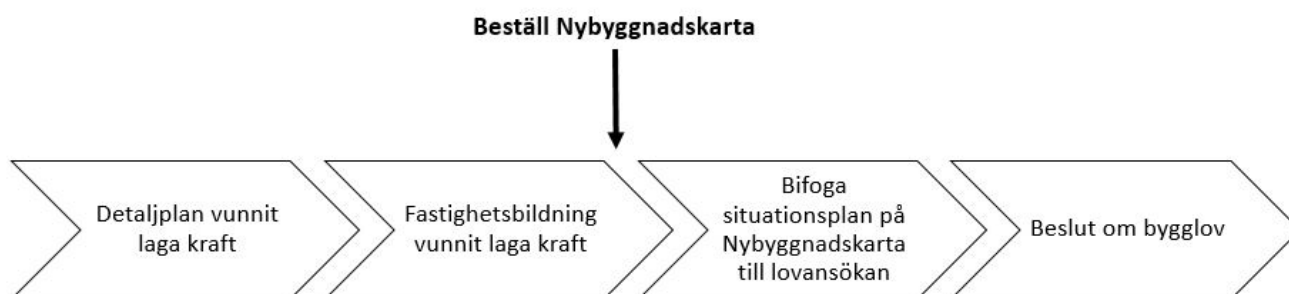 Beställ Nybyggnadskarta
Detaljplan vunnit
laga kraft
Fastighetsbildning
vunnit laga kraft
Bifoga
situationsplan på
Nybyggnadskarta
till lovansökan
Beslut om bygglov